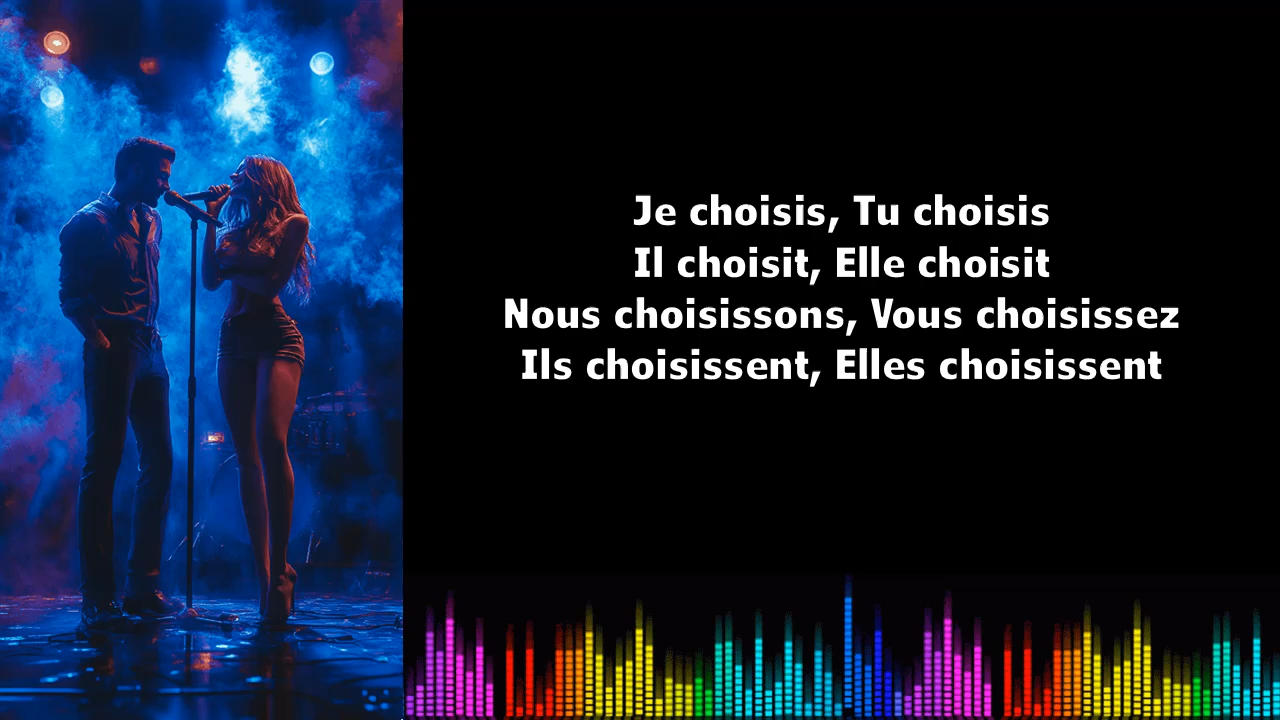 Je choisis, Tu choisis
Il choisit, Elle choisit
Nous choisissons, Vous choisissez
Ils choisissent, Elles choisissent